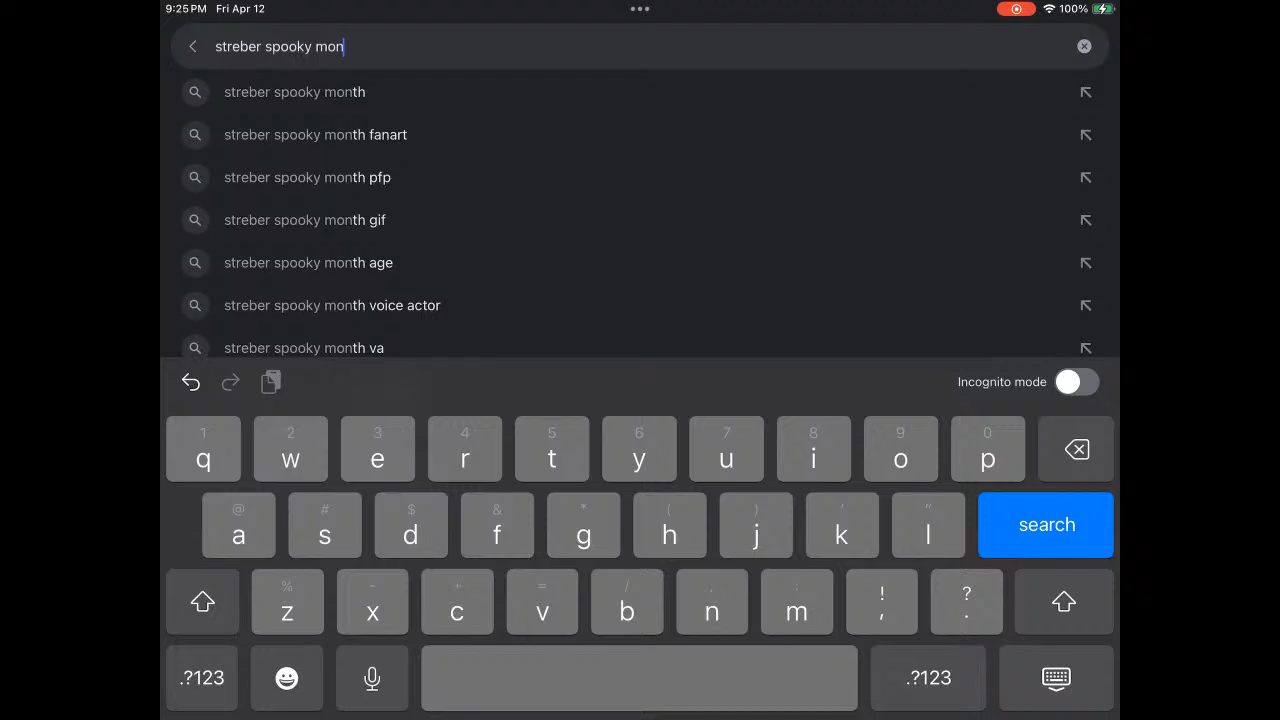 9:25 PM Fri Apr 12 100%
streber spooky mon
streber spooky month
streber spooky month fanart
streber spooky month pfp
streber spooky month gif
streber spooky month age
streber spooky month voice actor
streber spooky month va
Incognito mode
1 2 3 4 5 6 7 8 9 0
q w e r t y u i o p
@ # $ & * ( ) ' "
a s d f g h j k l search
% - + = / ; : ! ?
z x c v b n m , .
.?123 .?123